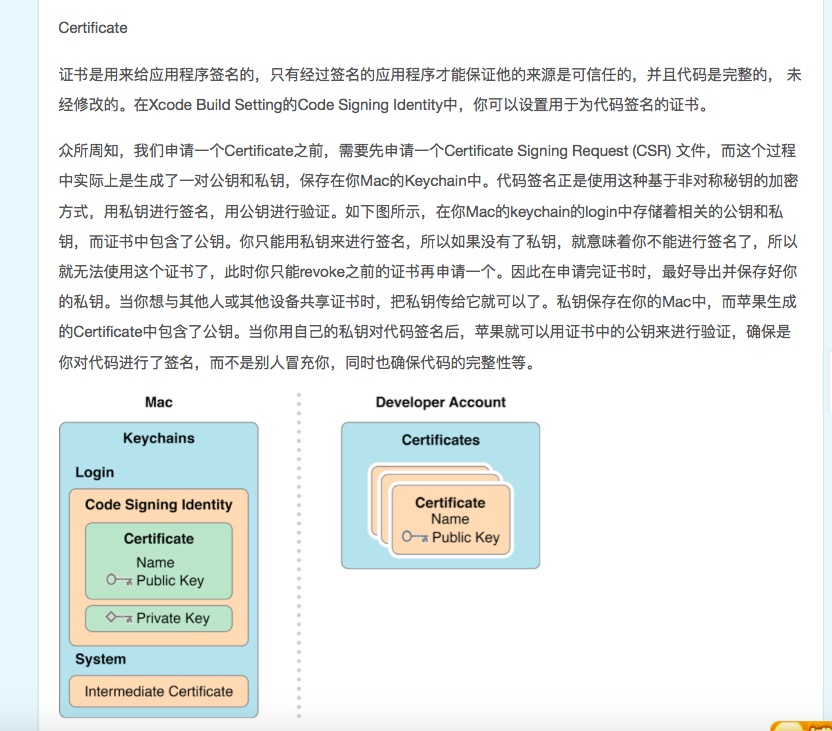 Certificate
证书是用来给应用程序签名的，只有经过签名的应用程序才能保证他的来源是可信任的，并且代码是完整的， 未
经修改的。在Xcode Build Setting的Code Signing Identity中，你可以设置用于为代码签名的证书。
众所周知，我们申请一个Certificate之前，需要先申请一个Certificate Signing Request (CSR) 文件，而这个过程
中实际上是生成了一对公钥和私钥，保存在你Mac的Keychain中。代码签名正是使用这种基于非对称秘钥的加密
方式，用私钥进行签名，用公钥进行验证。如下图所示，在你Mac的keychain的login中存储着相关的公钥和私
钥，而证书中包含了公钥。你只能用私钥来进行签名，所以如果没有了私钥，就意味着你不能进行签名了，所以
就无法使用这个证书了，此时你只能revoke之前的证书再申请一个。因此在申请完证书时，最好导出并保存好你
的私钥。当你想与其他人或其他设备共享证书时，把私钥传给它就可以了。私钥保存在你的Mac中，而苹果生成
的Certificate中包含了公钥。当你用自己的私钥对代码签名后，苹果就可以用证书中的公钥来进行验证，确保是
你对代码进行了签名，而不是别人冒充你，同时也确保代码的完整性等。
Mac
Keychains
Login
Code Signing Identity
Certificate
Name
Public Key
Private Key
System
Intermediate Certificate
Developer Account
Certificates
Certificate
Name
Public Key